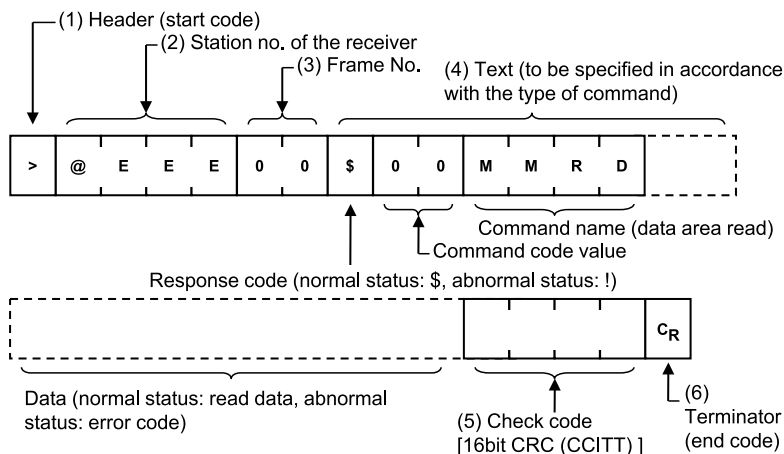 (1) Header (start code)
(2) Station no. of the receiver
(3) Frame No.
(4) Text (to be specified in accordance
with the type of command)
> @ E E E 0 0 $ 0 0 M M R D
Command name (data area read)
Command code value
Response code (normal status: $, abnormal status: !)
CR
Data (normal status: read data, abnormal
status: error code)
(5) Check code
[16bit CRC (CCITT) ]
(6)
Terminator
(end code)